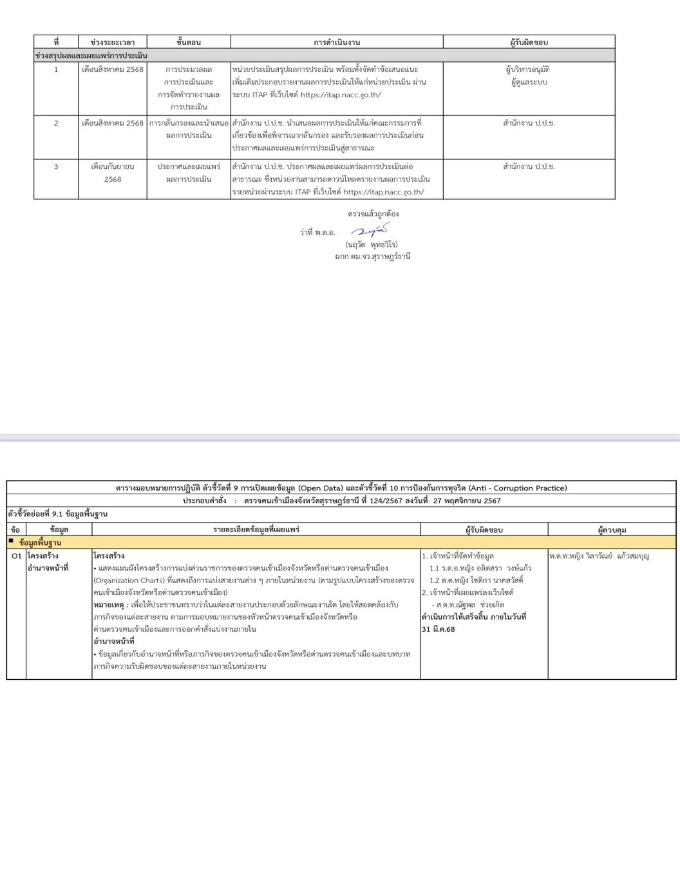 ที่ ช่วงระยะเวลา ขั้นตอน การดำเนินงาน ผู้รับผิดชอบ
ช่วงสรุปผลและเผยแพร่การประเมิน
1 เดือนสิงหาคม 2568 การประมวลผล หน่วยประเมินสรุปผลการประเมิน พร้อมทั้งจัดทำข้อเสนอแนะ ผู้บริหารอนุมัติ
การประเมินและ เพิ่มเติมประกอบรายงานผลการประเมินให้แก่หน่วยประเมิน ผ่าน ผู้ดูแลระบบ
การจัดทำรายงานผล ระบบ ITAP ที่เว็บไซต์ https://itap.nacc.go.th/
การประเมิน
2 เดือนสิงหาคม 2568 การกลั่นกรองและนำเสนอ สำนักงาน ป.ป.ช. นำเสนอผลการประเมินให้แก่คณะกรรมการที่ สำนักงาน ป.ป.ช.
ผลการประเมิน เกี่ยวข้องเพื่อพิจารณากลั่นกรอง และรับรองผลการประเมินก่อน
ประกาศผลและเผยแพร่การประเมินสู่สาธารณะ
3 เดือนกันยายน ประกาศและเผยแพร่ สำนักงาน ป.ป.ช. ประกาศผลและเผยแพร่ผลการประเมินต่อ สำนักงาน ป.ป.ช.
2568 ผลการประเมิน สาธารณะ ซึ่งหน่วยงานสามารถดาวน์โหลดรายงานผลการประเมิน
รายหน่วยผ่านระบบ ITAP ที่เว็บไซต์ https://itap.nacc.go.th/
ตรวจแล้วถูกต้อง
ว่าที่ พ.ต.อ.
(นฤวัต พุทธวิโร)
ผกก.ตม.จว.สุราษฎร์ธานี
ตารางมอบหมายการปฏิบัติ ตัวชี้วัดที่ 9 การเปิดเผยข้อมูล (Open Data) และตัวชี้วัดที่ 10 การป้องกันการทุจริต (Anti - Corruption Practice)
ประกอบคำสั่ง : ตรวจคนเข้าเมืองจังหวัดสุราษฎร์ธานี ที่ 124/2567 ลงวันที่ 27 พฤศจิกายน 2567
ตัวชี้วัดย่อยที่ 9.1 ข้อมูลพื้นฐาน
ข้อ ข้อมูล รายละเอียดข้อมูลที่เผยแพร่ ผู้รับผิดชอบ ผู้ควบคุม
■ ข้อมูลพื้นฐาน
O1 โครงสร้าง โครงสร้าง 1. เจ้าหน้าที่จัดทำข้อมูล พ.ต.ท.หญิง วิลาวัณย์ แก้วสมบุญ
อำนาจหน้าที่ • แสดงแผนผังโครงสร้างการแบ่งส่วนราชการของตรวจคนเข้าเมืองจังหวัดหรือด่านตรวจคนเข้าเมือง 1.1 ร.ต.อ.หญิง อลิตสรา วงษ์แก้ว
(Organization Charts) ที่แสดงถึงการแบ่งสายงานต่าง ๆ ภายในหน่วยงาน (ตามรูปแบบโครงสร้างของตรวจ 1.2 ด.ต.หญิง โชติกา นาคสวัสดิ์
คนเข้าเมืองจังหวัดหรือด่านตรวจคนเข้าเมือง) 2. เจ้าหน้าที่เผยแพร่ลงเว็บไซต์
หมายเหตุ : เพื่อให้ประชาชนทราบว่าในแต่ละสายงานประกอบด้วยลักษณะงานใด โดยให้สอดคล้องกับ - ส.ต.ท.ณัฐพล ช่วยเกิด
ภารกิจของแต่ละสายงาน ตามการมอบหมายงานของหัวหน้าตรวจคนเข้าเมืองจังหวัดหรือ ดำเนินการให้เสร็จสิ้น ภายในวันที่
ด่านตรวจคนเข้าเมืองและการออกคำสั่งแบ่งงานภายใน 31 มี.ค.68
อำนาจหน้าที่
• ข้อมูลเกี่ยวกับอำนาจหน้าที่หรือภารกิจของตรวจคนเข้าเมืองจังหวัดหรือด่านตรวจคนเข้าเมืองและบทบาท
ภารกิจความรับผิดชอบของแต่ละสายงานภายในหน่วยงาน